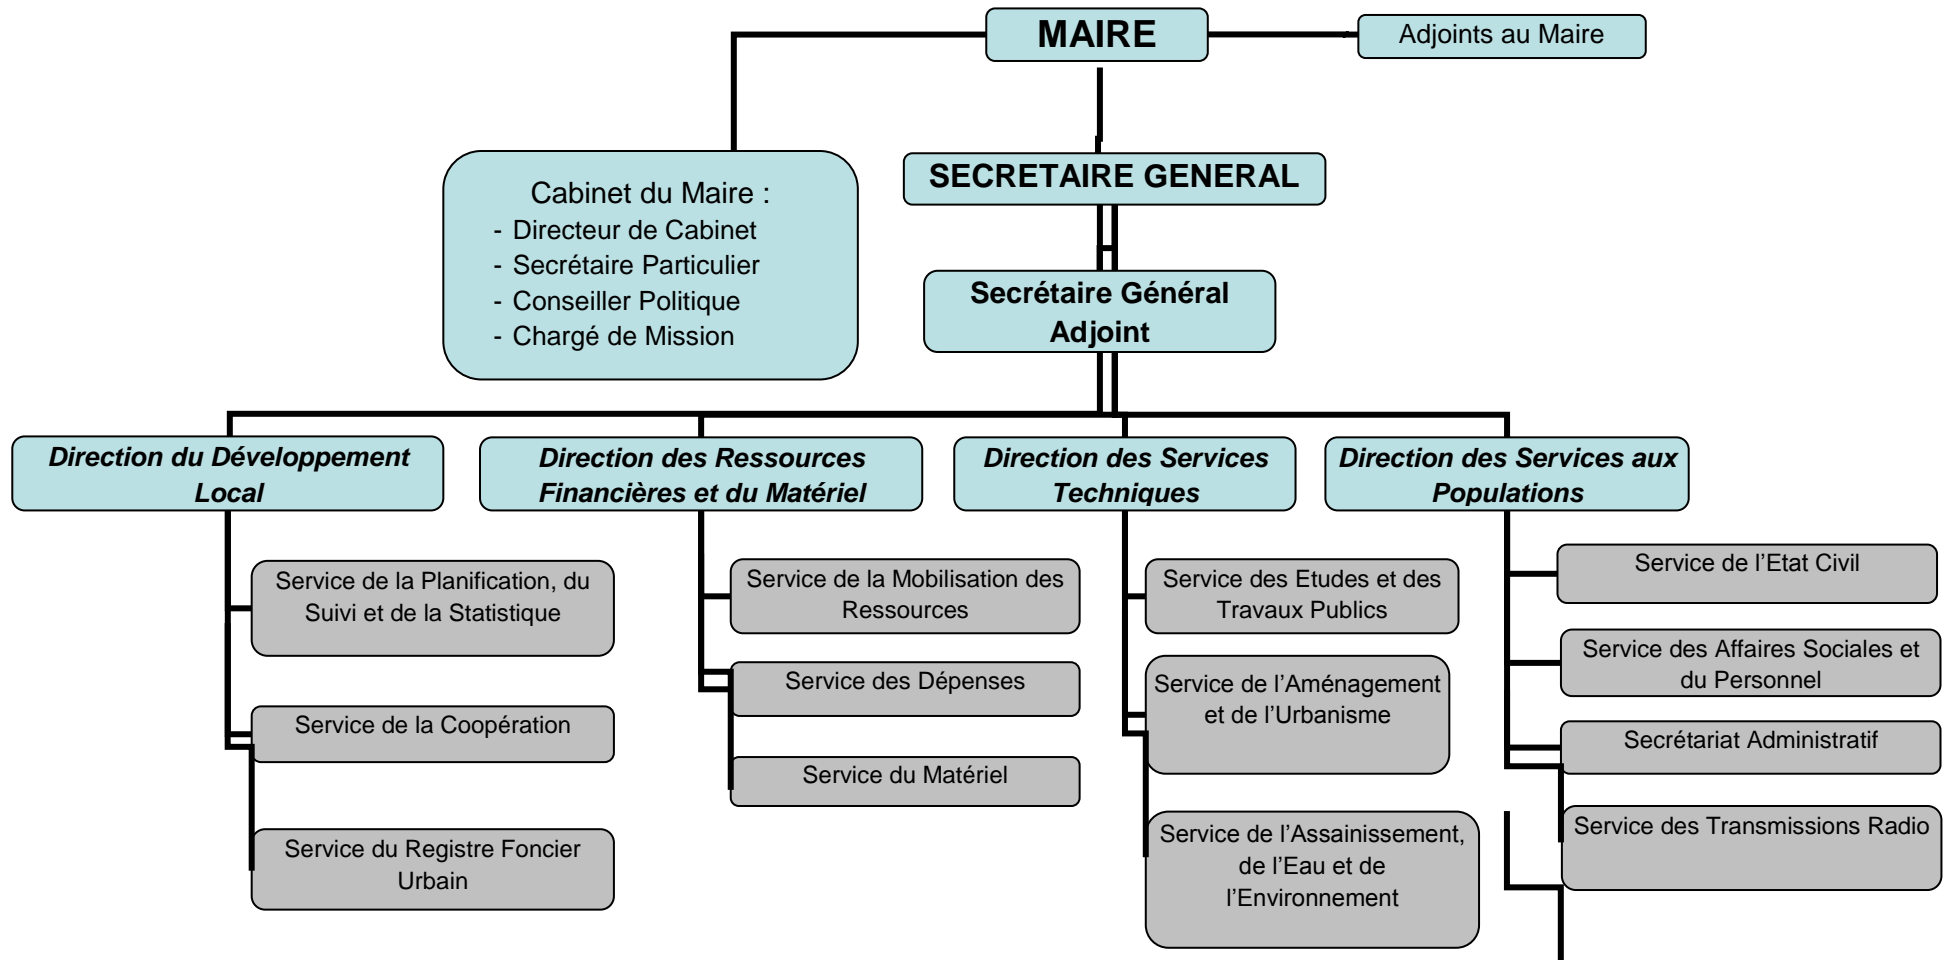 MAIRE
Adjoints au Maire
Cabinet du Maire :
- Directeur de Cabinet
- Secrétaire Particulier
- Conseiller Politique
- Chargé de Mission
SECRETAIRE GENERAL
Secrétaire Général
Adjoint
Direction du Développement
Local
Direction des Ressources
Financières et du Matériel
Direction des Services
Techniques
Direction des Services aux
Populations
Service de la Planification, du
Suivi et de la Statistique
Service de la Coopération
Service du Registre Foncier
Urbain
Service de la Mobilisation des
Ressources
Service des Dépenses
Service du Matériel
Service des Etudes et des
Travaux Publics
Service de l’Aménagement
et de l’Urbanisme
Service de l’Assainissement,
de l’Eau et de
l’Environnement
Service de l’Etat Civil
Service des Affaires Sociales et
du Personnel
Secrétariat Administratif
Service des Transmissions Radio